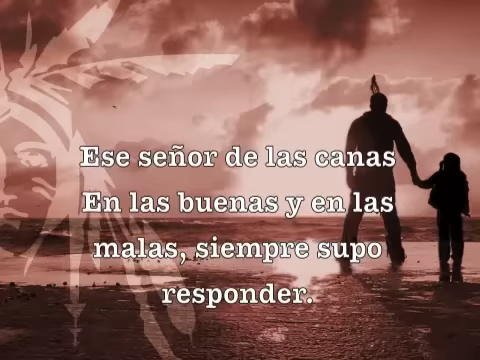 Ese señor de las canas
En las buenas y en las
malas, siempre supo
responder.